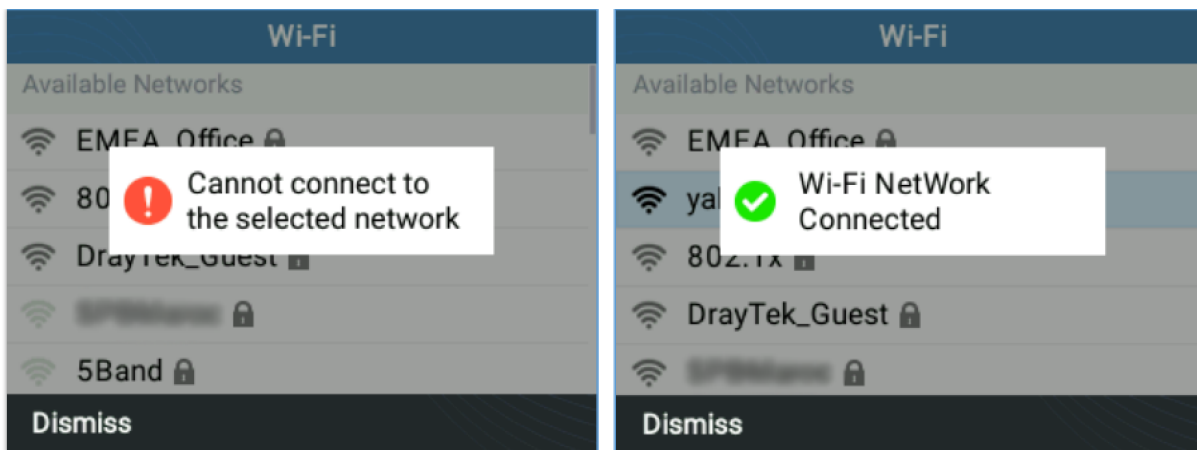 Wi-Fi
Available Networks
EMEA_Office
80
Cannot connect to
the selected network
DrayTek_Guest
5Band
Dismiss
Wi-Fi
Available Networks
EMEA_Office
yal
Wi-Fi NetWork
Connected
802.1x
DrayTek_Guest
Dismiss